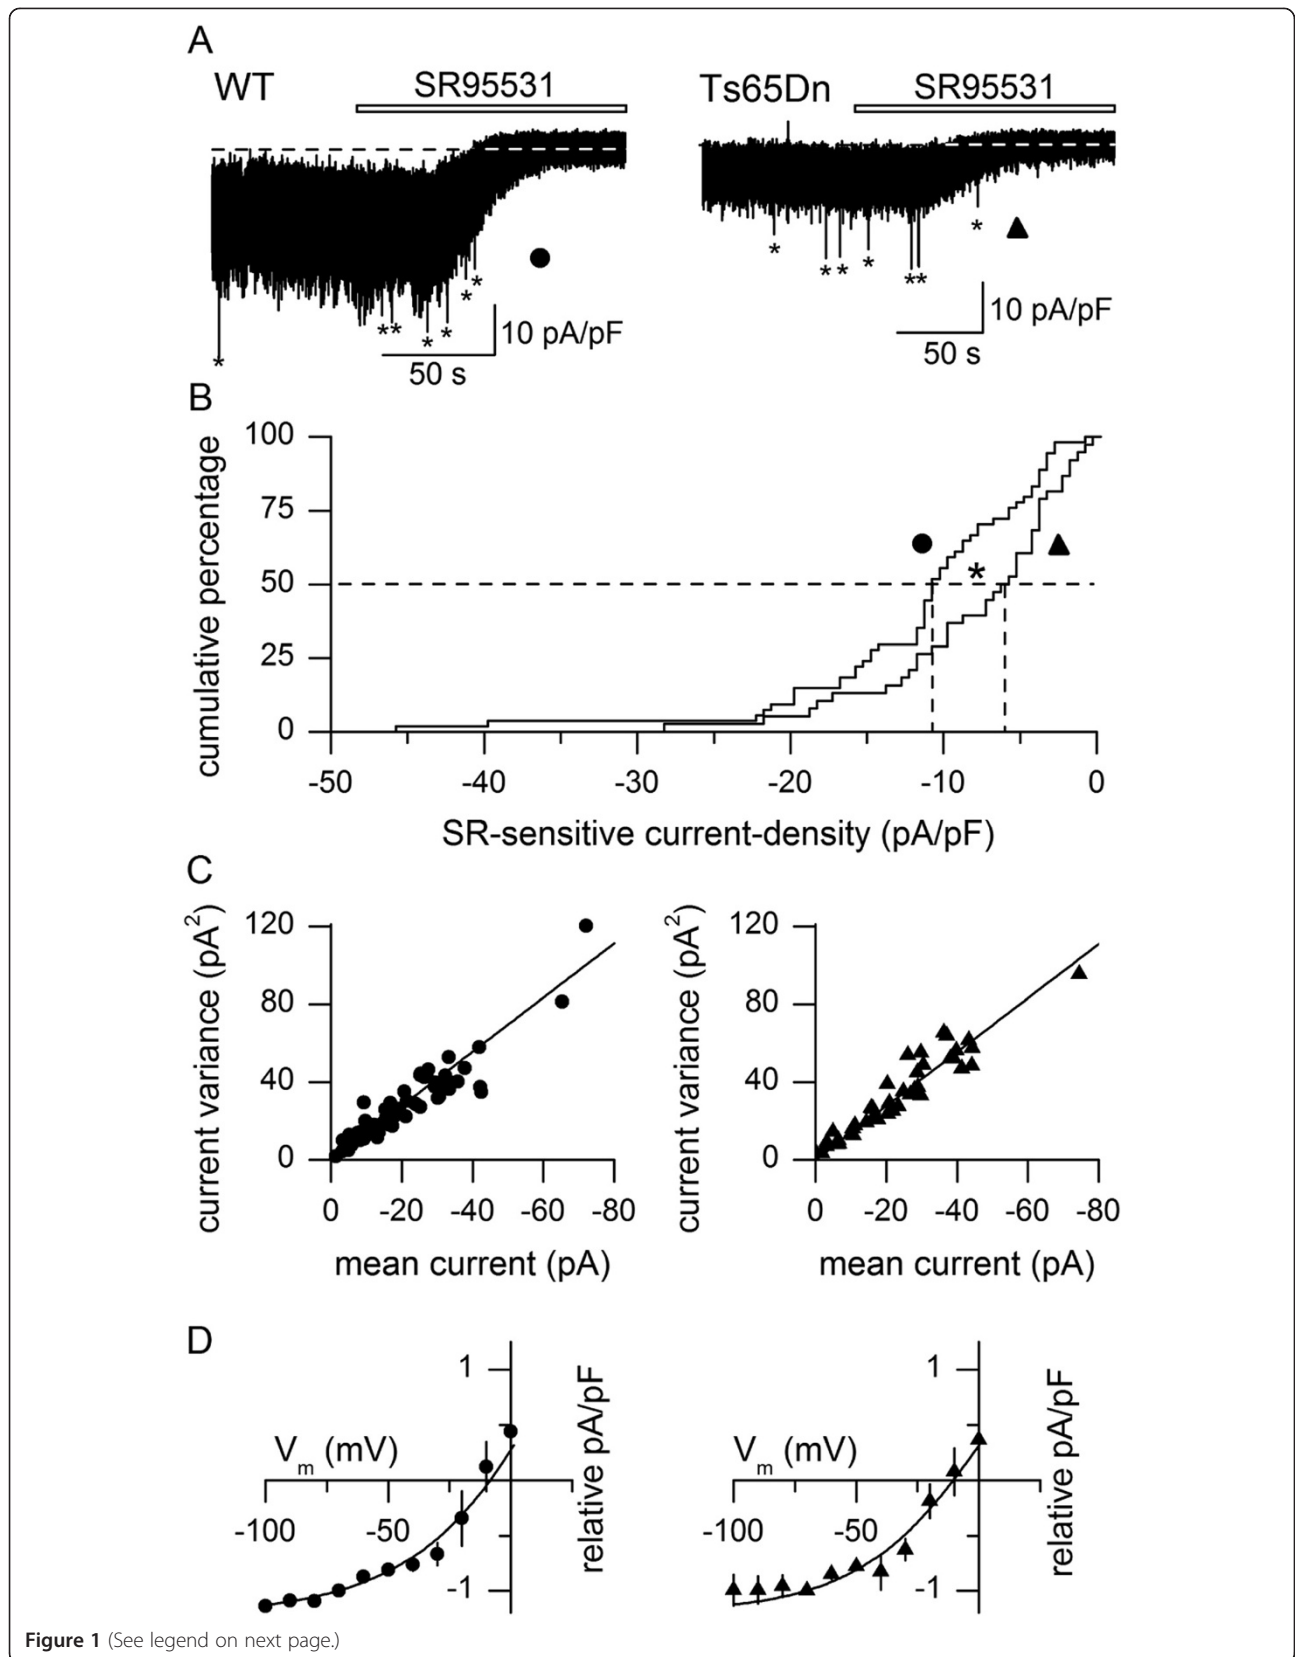 A
WT
SR95531
Ts65Dn
SR95531
*
**
*
*
*
*
10 pA/pF
50 s
*
**
*
**
*
10 pA/pF
50 s
B
cumulative percentage
100
75
50
25
0
*
-50 -40 -30 -20 -10 0
SR-sensitive current-density (pA/pF)
C
current variance (pA²)
120
80
40
0
0 -20 -40 -60 -80
mean current (pA)
current variance (pA²)
120
80
40
0
0 -20 -40 -60 -80
mean current (pA)
D
1
Vm (mV)
-100 -50
-1
relative pA/pF
1
Vm (mV)
-100 -50
-1
relative pA/pF
Figure 1 (See legend on next page.)